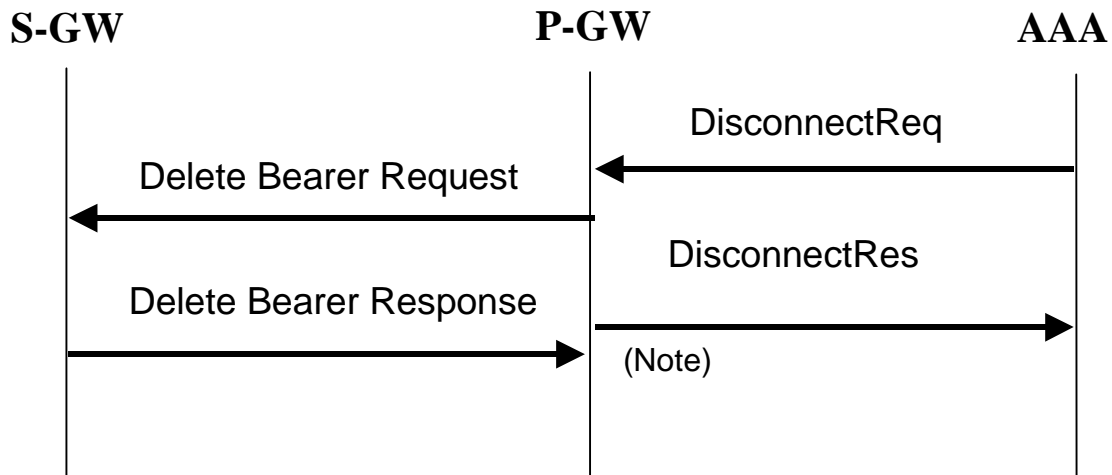 S-GW
P-GW
AAA
DisconnectReq
Delete Bearer Request
DisconnectRes
Delete Bearer Response
(Note)